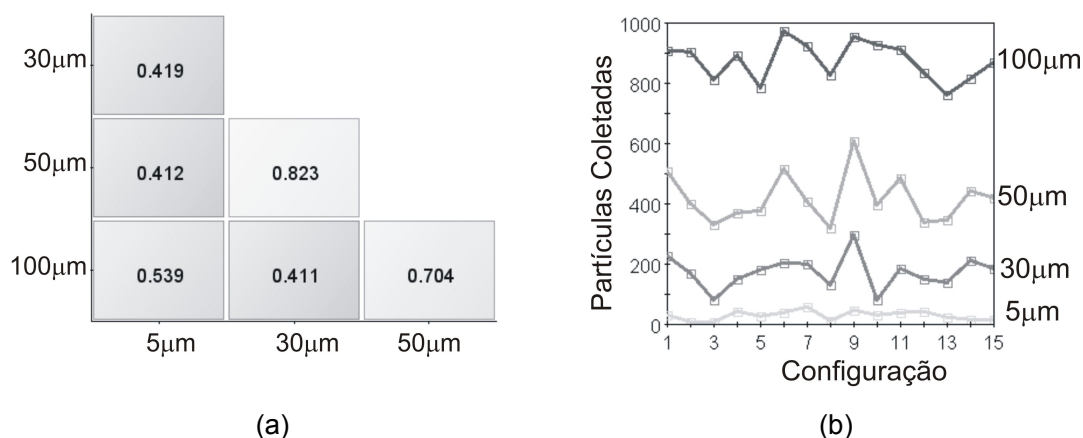 30µm
0.419
50µm
0.412
0.823
100µm
0.539
0.411
0.704
5µm
30µm
50µm
(a)
Partículas Coletadas
1000
800
600
400
200
0
1
3
5
7
9
11
13
15
Configuração
100µm
50µm
30µm
5µm
(b)